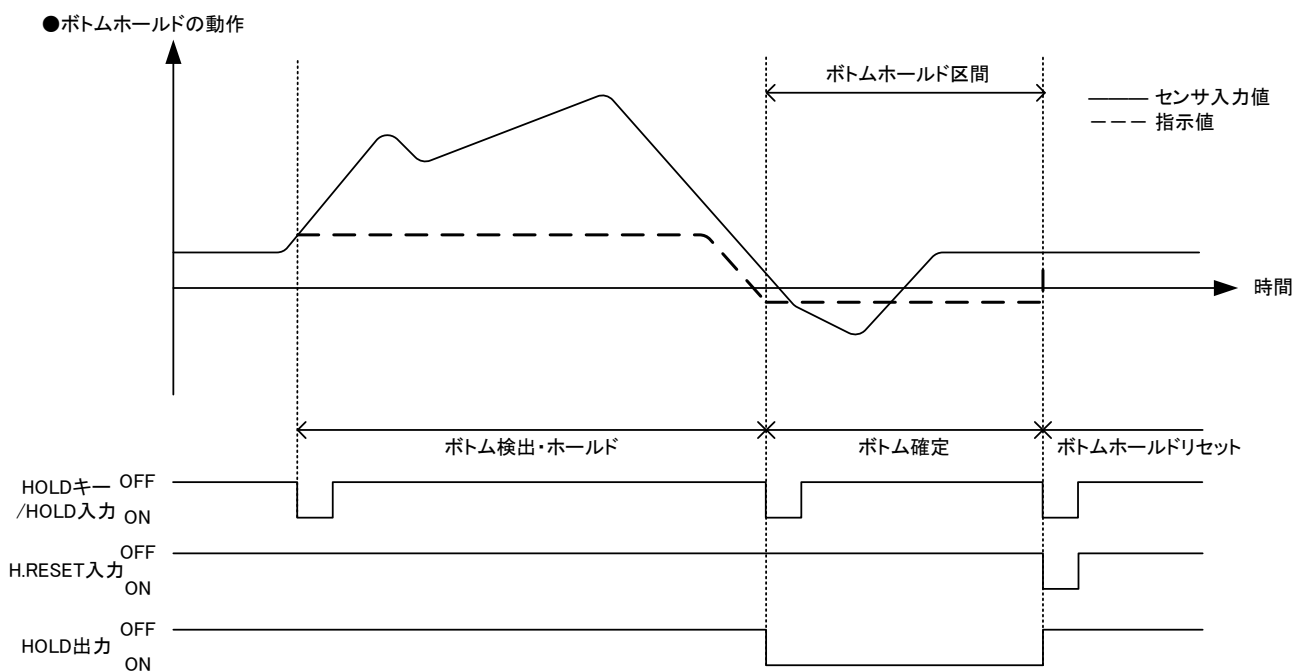 ●ボトムホールドの動作
ボトムホールド区間
センサ入力値
指示値
時間
ボトム検出・ホールド
ボトム確定
ボトムホールドリセット
HOLDキー
/HOLD入力
OFF
ON
H.RESET入力
OFF
ON
HOLD出力
OFF
ON